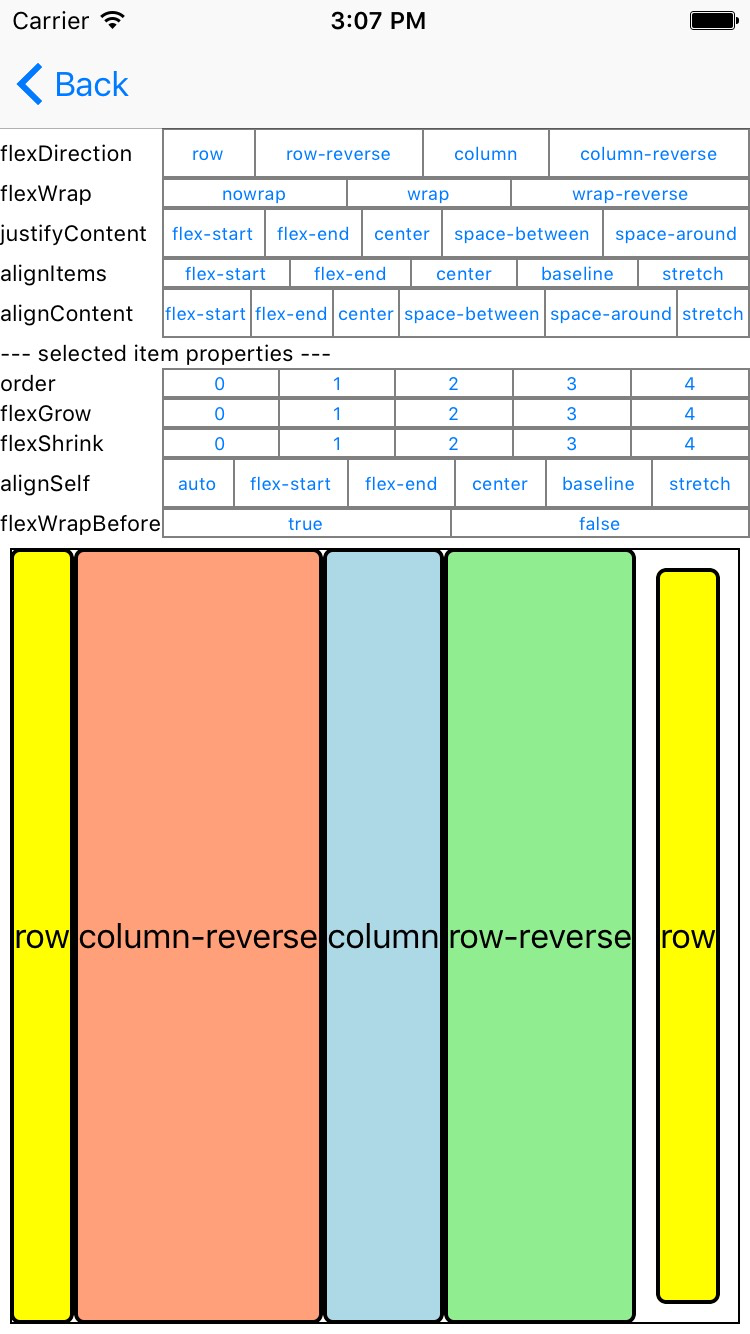 Carrier 3:07 PM
Back
flexDirection row row-reverse column column-reverse
flexWrap nowrap wrap wrap-reverse
justifyContent flex-start flex-end center space-between space-around
alignItems flex-start flex-end center baseline stretch
alignContent flex-start flex-end center space-between space-around stretch
--- selected item properties ---
order 0 1 2 3 4
flexGrow 0 1 2 3 4
flexShrink 0 1 2 3 4
alignSelf auto flex-start flex-end center baseline stretch
flexWrapBefore true false
row column-reverse column row-reverse row